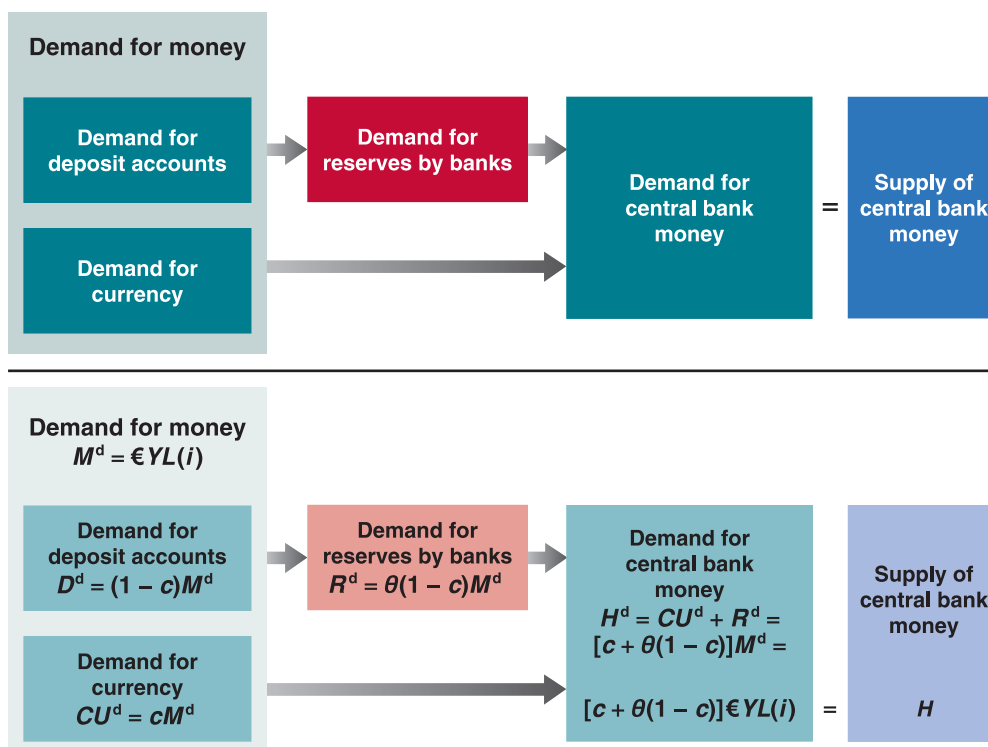 Demand for money
Demand for
deposit accounts
Demand for
reserves by banks
Demand for
central bank
money
=
Supply of
central bank
money
Demand for
currency
Demand for money
Mᵈ = €YL(i)
Demand for
deposit accounts
Dᵈ = (1 – c)Mᵈ
Demand for
reserves by banks
Rᵈ = θ(1 – c)Mᵈ
Demand for
central bank
money
Hᵈ = CUᵈ + Rᵈ =
[c + θ(1 – c)]Mᵈ =
[c + θ(1 – c)]€YL(i)
=
Supply of
central bank
money
H
Demand for
currency
CUᵈ = cMᵈ